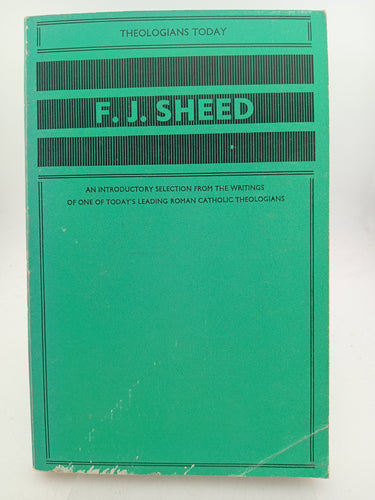 THEOLOGIANS TODAY
F. J. SHEED
AN INTRODUCTORY SELECTION FROM THE WRITINGS
OF ONE OF TODAY'S LEADING ROMAN CATHOLIC THEOLOGIANS